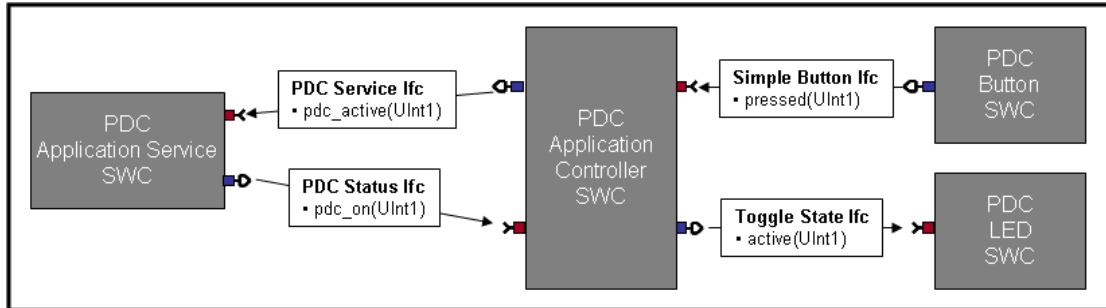 PDC
Application Service
SWC
PDC Service Ifc
▪ pdc_active(UInt1)
PDC Status Ifc
▪ pdc_on(UInt1)
PDC
Application
Controller
SWC
Simple Button Ifc
▪ pressed(UInt1)
Toggle State Ifc
▪ active(UInt1)
PDC
Button
SWC
PDC
LED
SWC